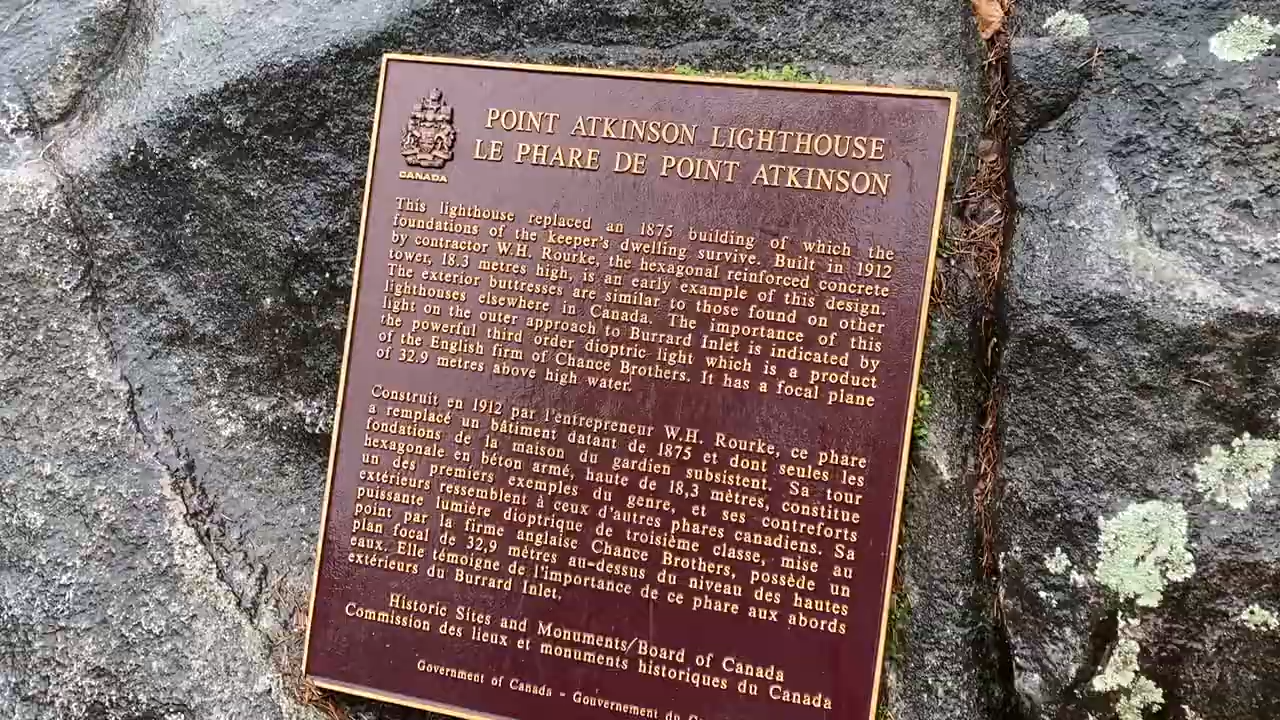 CANADA
POINT ATKINSON LIGHTHOUSE
LE PHARE DE POINT ATKINSON
This lighthouse replaced an 1875 building of which the
foundations of the keeper's dwelling survive. Built in 1912
by contractor W.H. Rourke, the hexagonal reinforced concrete
tower, 18.3 metres high, is an early example of this design.
The exterior buttresses are similar to those found on other
lighthouses elsewhere in Canada. The importance of this
light on the outer approach to Burrard Inlet is indicated by
the powerful third order dioptric light which is a product
of the English firm of Chance Brothers. It has a focal plane
of 32.9 metres above high water.
Construit en 1912 par l'entrepreneur W.H. Rourke, ce phare
a remplacé un bâtiment datant de 1875 et dont seules les
fondations de la maison du gardien subsistent. Sa tour
hexagonale en béton armé, haute de 18,3 mètres, constitue
un des premiers exemples du genre, et ses contreforts
extérieurs ressemblent à ceux d'autres phares canadiens. Sa
puissante lumière dioptrique de troisième classe, mise au
point par la firme anglaise Chance Brothers, possède un
plan focal de 32,9 mètres au-dessus du niveau des hautes
eaux. Elle témoigne de l'importance de ce phare aux abords
extérieurs du Burrard Inlet.
Historic Sites and Monuments/Board of Canada
Commission des lieux et monuments historiques du Canada
Government of Canada - Gouvernement du